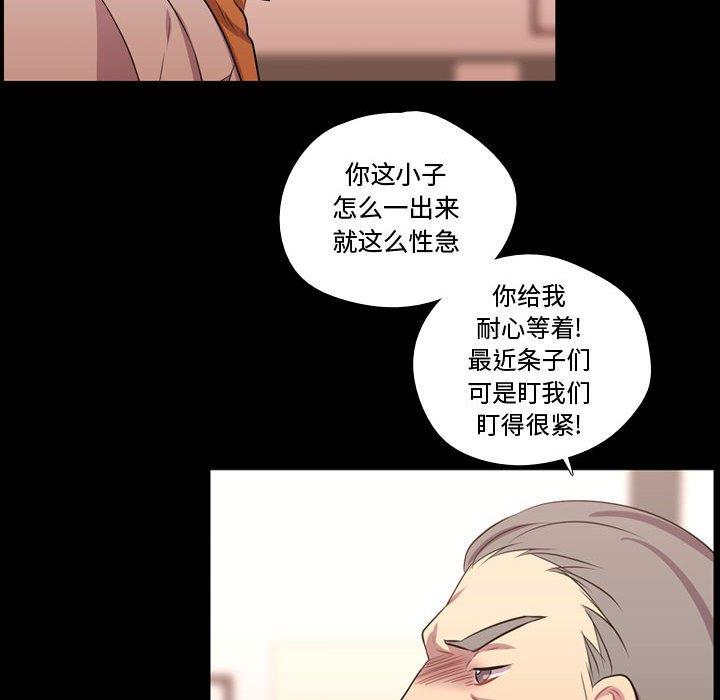 你这小子
怎么一出来
就这么性急
你给我
耐心等着!
最近条子们
可是盯我们
盯得很紧!